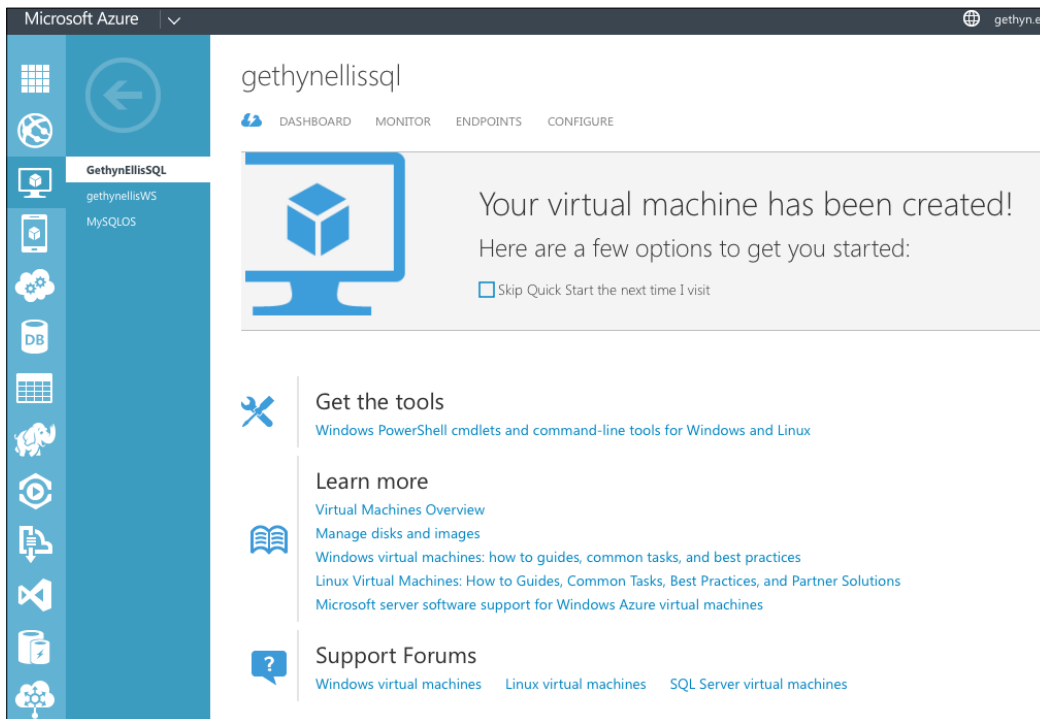 Microsoft Azure
gethyn.e
gethynellissql
DASHBOARD MONITOR ENDPOINTS CONFIGURE
GethynEllisSQL
gethynellisWS
MySQLOS
Your virtual machine has been created!
Here are a few options to get you started:
Skip Quick Start the next time I visit
DB
Get the tools
Windows PowerShell cmdlets and command-line tools for Windows and Linux
Learn more
Virtual Machines Overview
Manage disks and images
Windows virtual machines: how to guides, common tasks, and best practices
Linux Virtual Machines: How to Guides, Common Tasks, Best Practices, and Partner Solutions
Microsoft server software support for Windows Azure virtual machines
?
Support Forums
Windows virtual machines Linux virtual machines SQL Server virtual machines